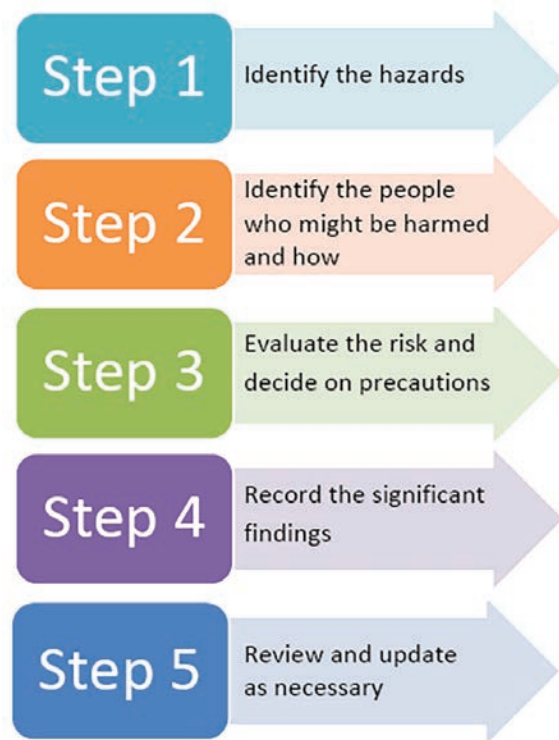 Step 1
Identify the hazards
Step 2
Identify the people
who might be harmed
and how
Step 3
Evaluate the risk and
decide on precautions
Step 4
Record the significant
findings
Step 5
Review and update
as necessary